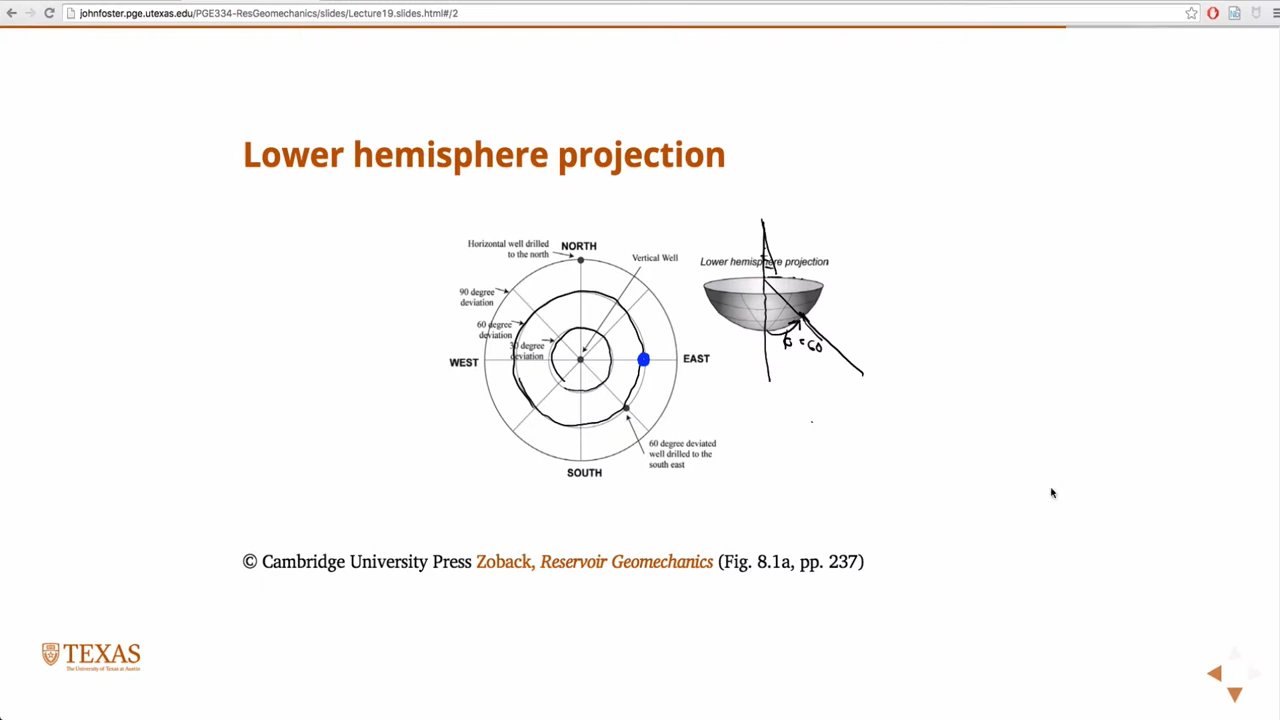 johnfoster.pge.utexas.edu/PGE334-ResGeomechanics/slides/Lecture19.slides.html#/2
Lower hemisphere projection
Horizontal well drilled
to the north
NORTH
Vertical Well
Lower hemisphere projection
90 degree
deviation
60 degree
deviation
30 degree
deviation
WEST
EAST
β = 60
60 degree deviated
well drilled to the
south east
SOUTH
© Cambridge University Press Zoback, Reservoir Geomechanics (Fig. 8.1a, pp. 237)
TEXAS
The University of Texas at Austin